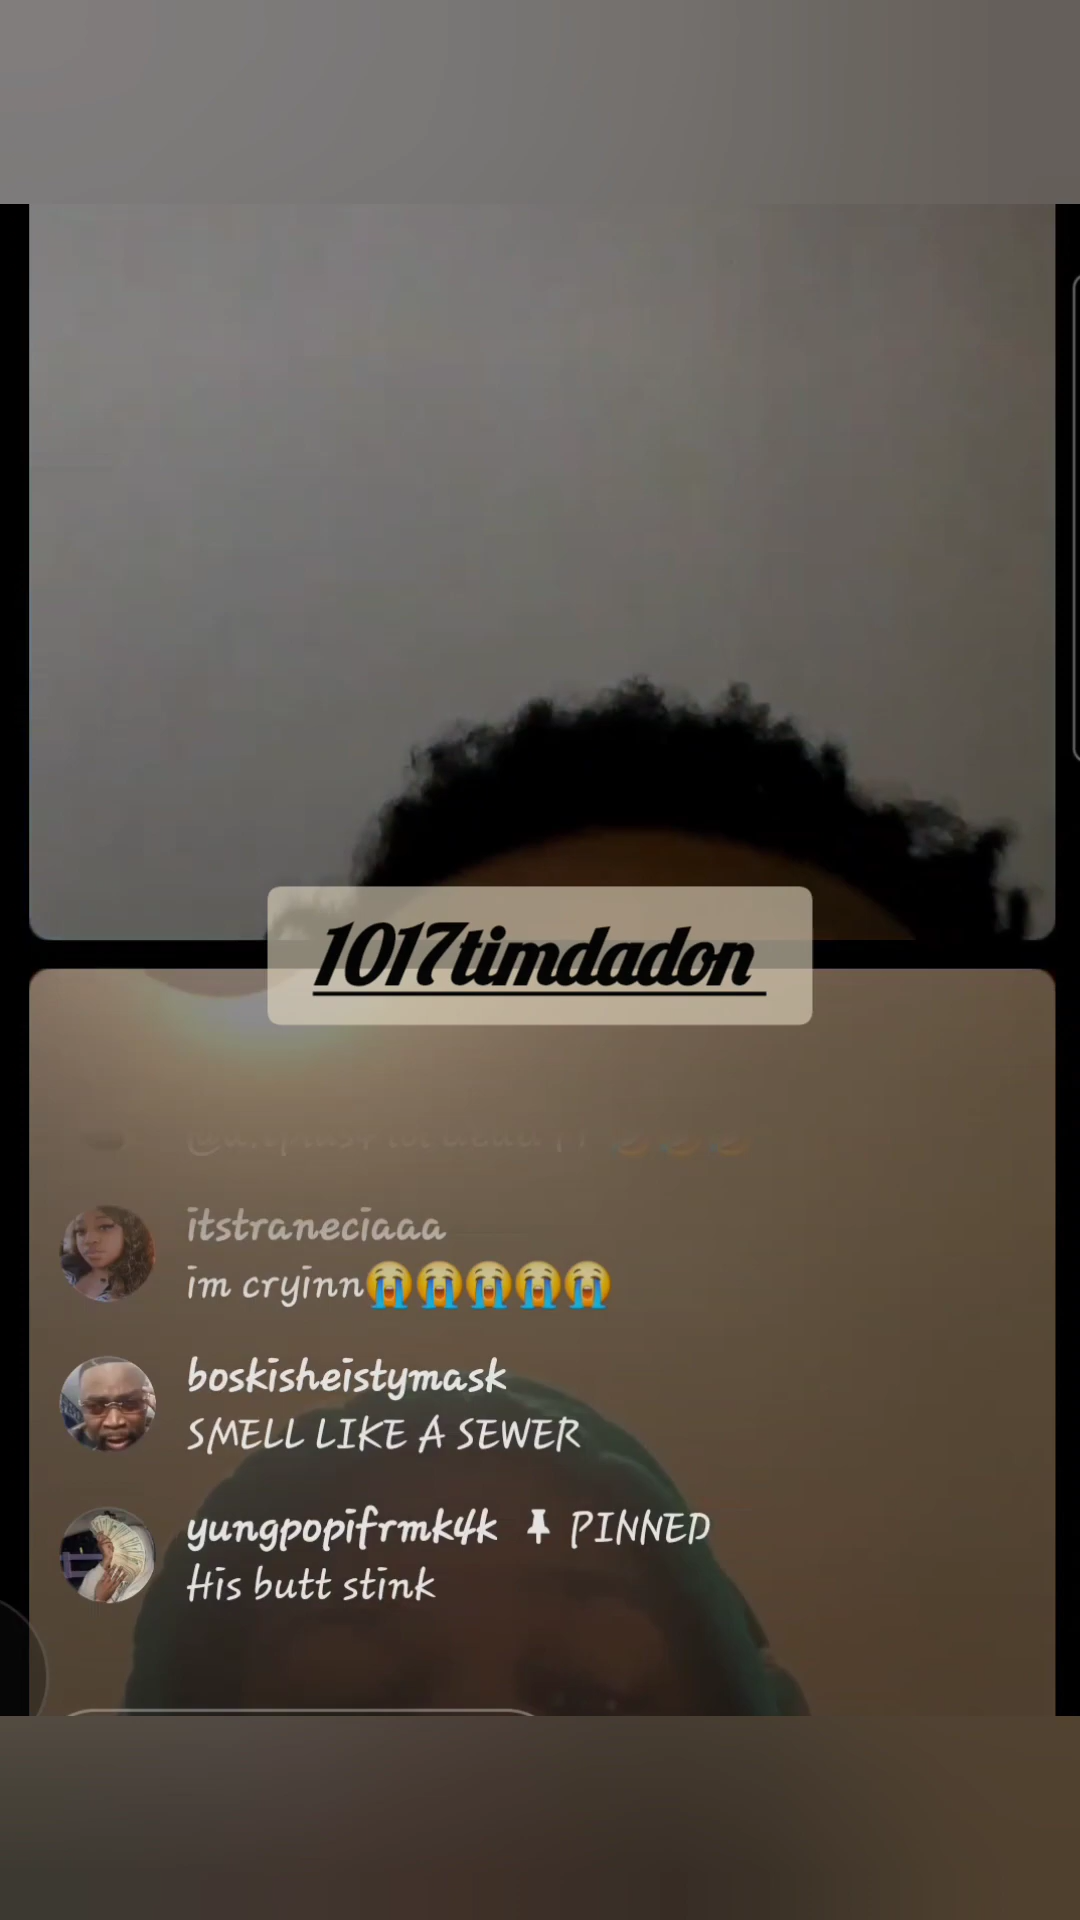 1017timdadon
itstraneciaaa
im cryinn😭😭😭😭😭
boskisheistymask
SMELL LIKE A SEWER
yungpopifrmk4k 📌 PINNED
His butt stink